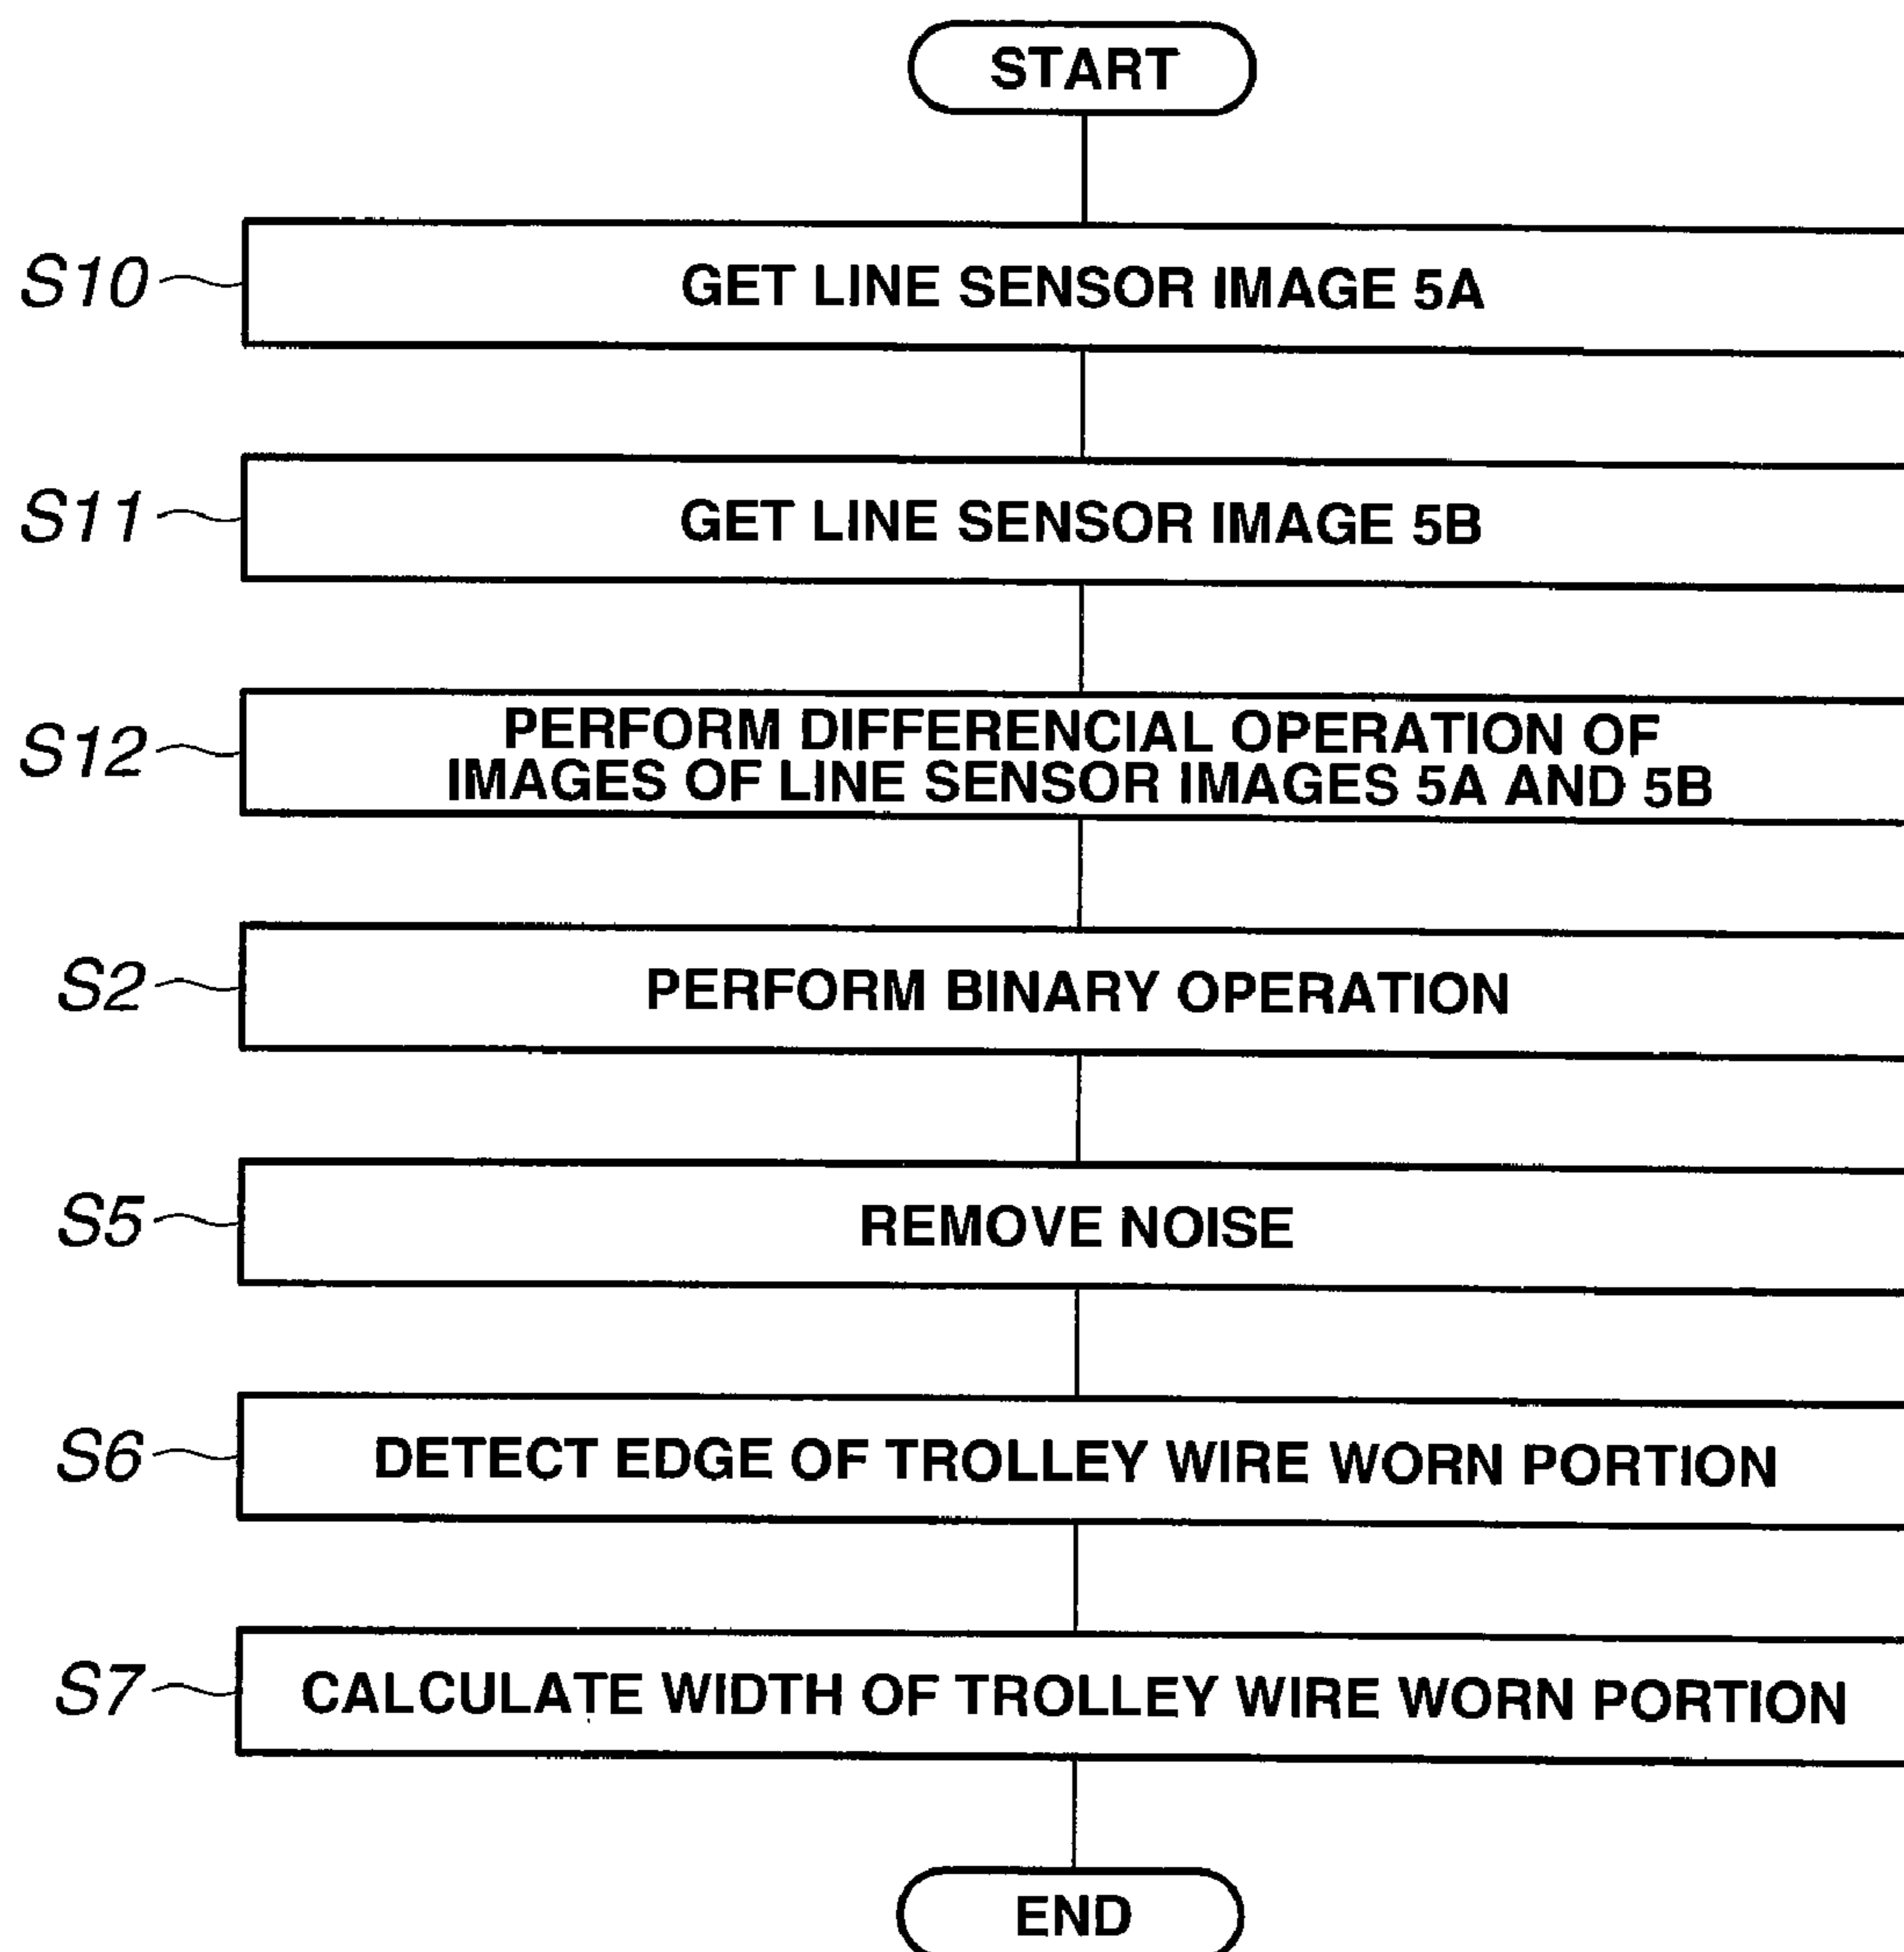 START
S10
GET LINE SENSOR IMAGE 5A
S11
GET LINE SENSOR IMAGE 5B
S12
PERFORM DIFFERENCIAL OPERATION OF
IMAGES OF LINE SENSOR IMAGES 5A AND 5B
S2
PERFORM BINARY OPERATION
S5
REMOVE NOISE
S6
DETECT EDGE OF TROLLEY WIRE WORN PORTION
S7
CALCULATE WIDTH OF TROLLEY WIRE WORN PORTION
END